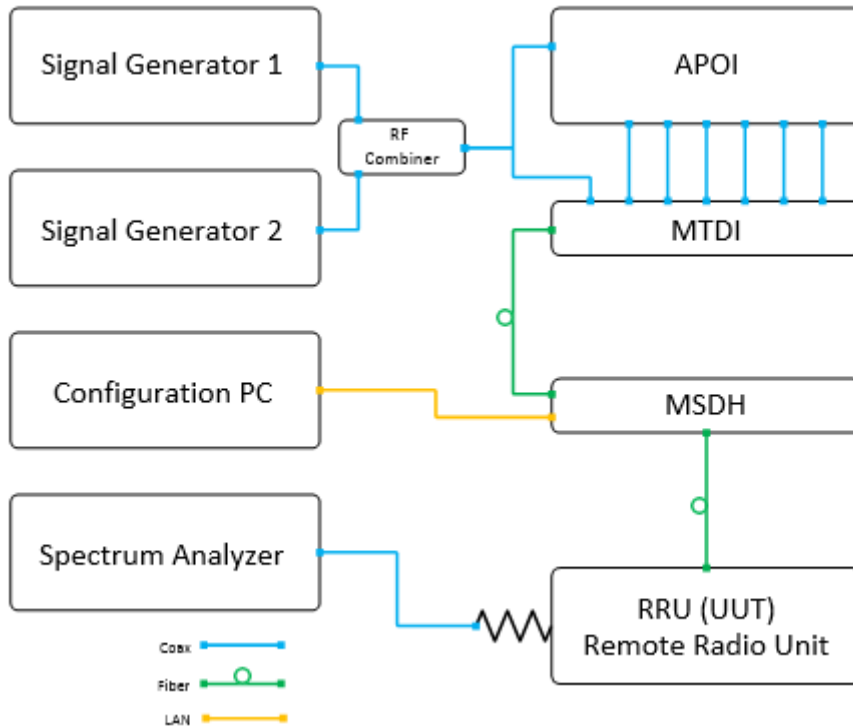 Signal Generator 1
APOI
RF
Combiner
Signal Generator 2
MTDI
Configuration PC
MSDH
Spectrum Analyzer
RRU (UUT)
Remote Radio Unit
Coax
Fiber
LAN